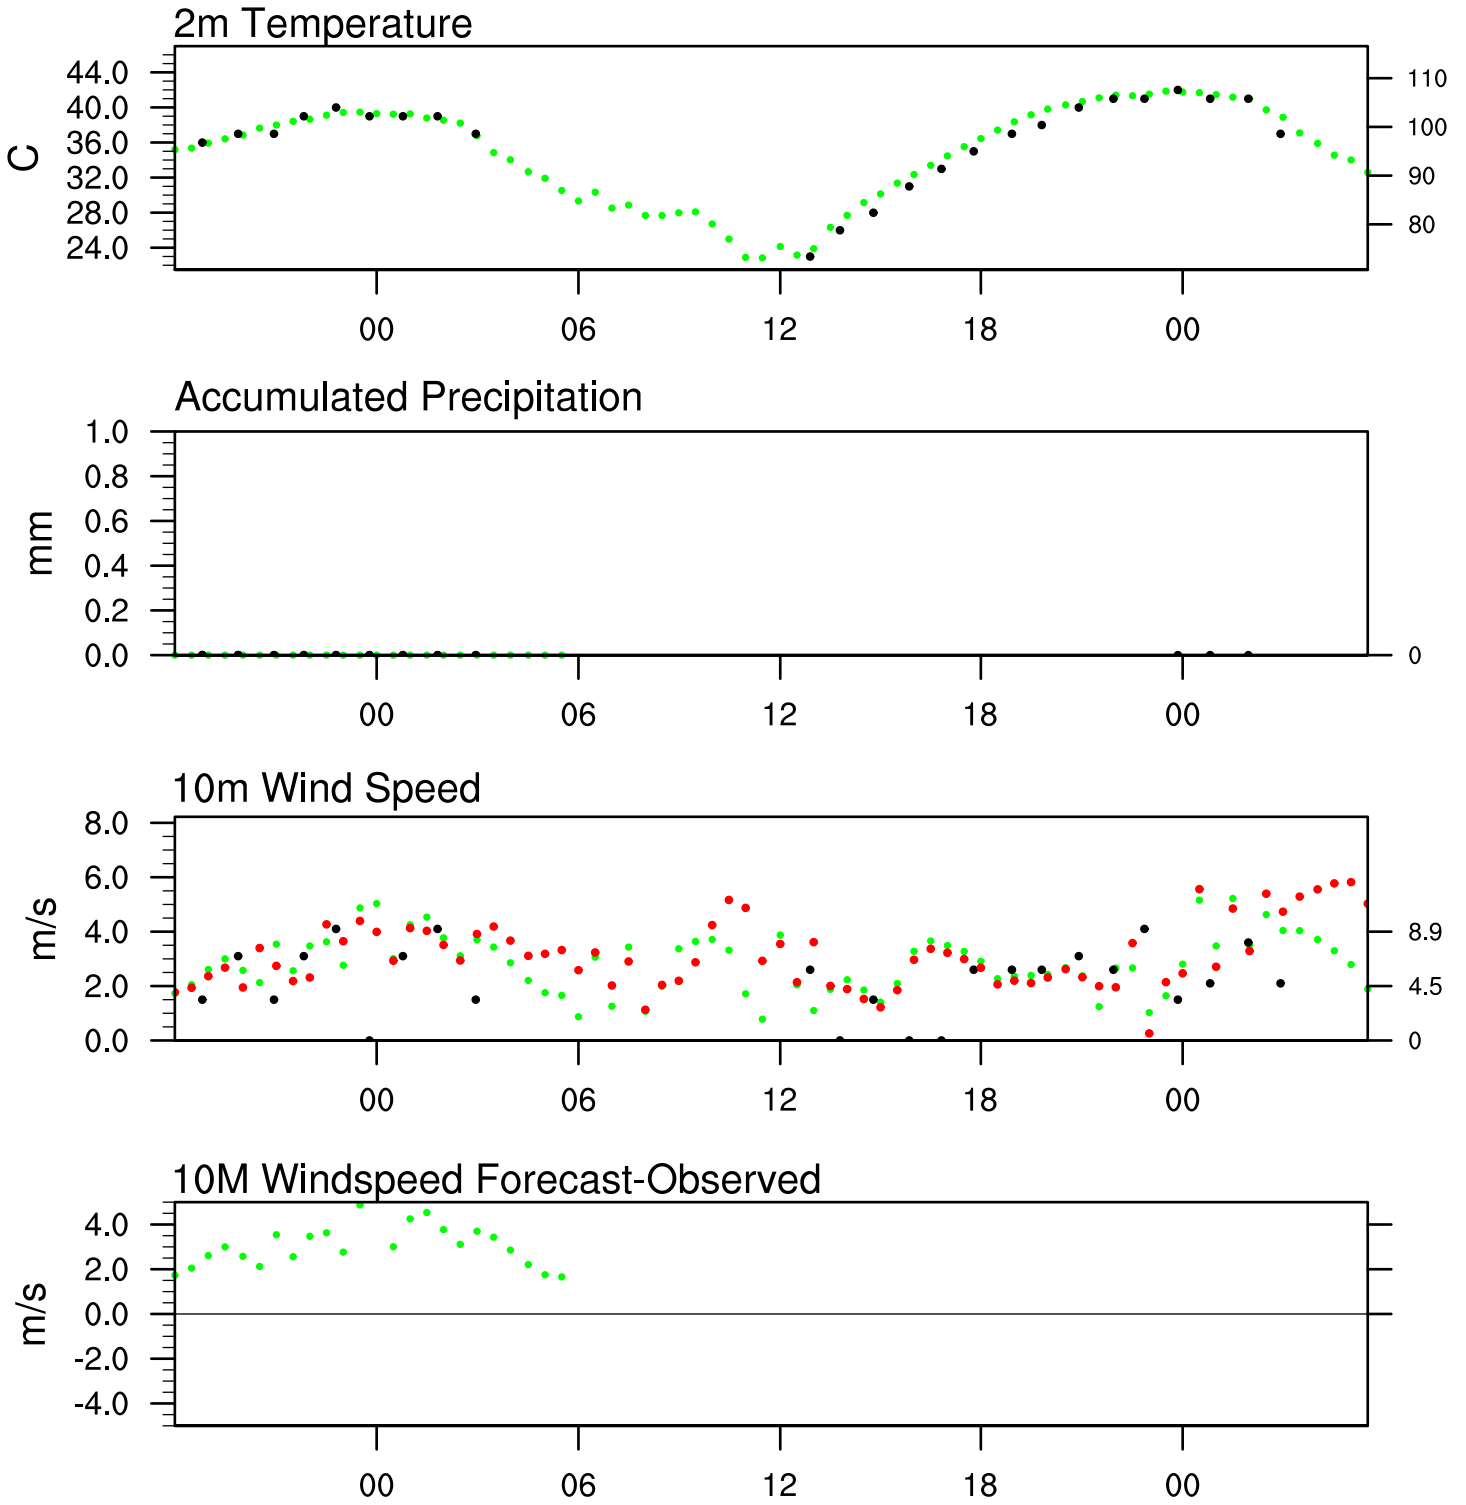 2m Temperature
44.0
40.0
36.0
32.0
28.0
24.0
C
110
100
90
80
00 06 12 18 00
Accumulated Precipitation
1.0
0.8
0.6
0.4
0.2
0.0
mm
0
00 06 12 18 00
10m Wind Speed
8.0
6.0
4.0
2.0
0.0
m/s
8.9
4.5
0
00 06 12 18 00
10M Windspeed Forecast-Observed
4.0
2.0
0.0
-2.0
-4.0
m/s
00 06 12 18 00